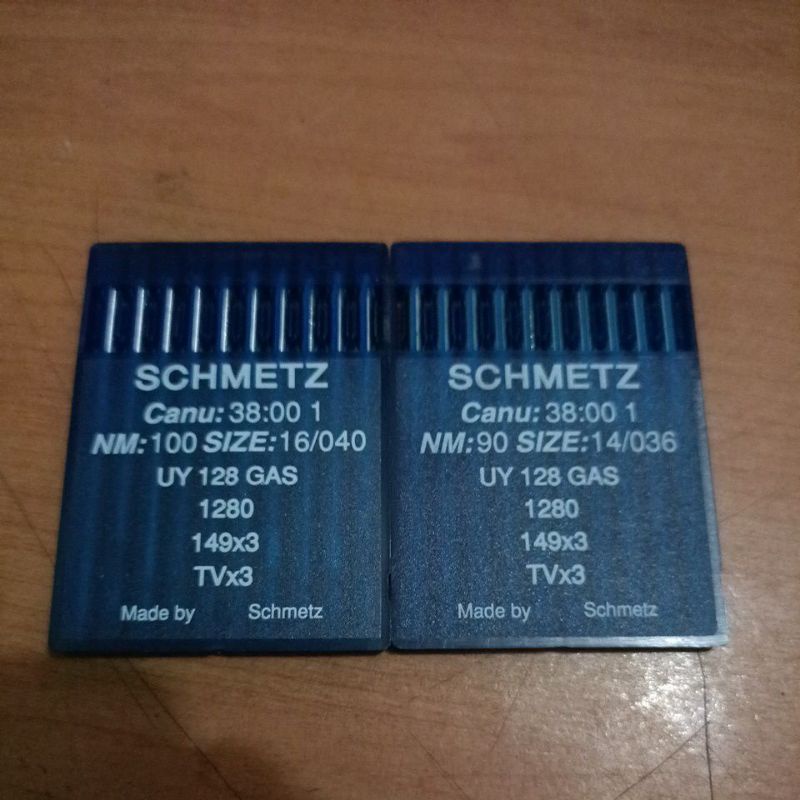 SCHMETZ
Canu: 38:00 1
NM: 100 SIZE: 16/040
UY 128 GAS
1280
149x3
TVx3
Made by Schmetz
SCHMETZ
Canu: 38:00 1
NM: 90 SIZE: 14/036
UY 128 GAS
1280
149x3
TVx3
Made by Schmetz